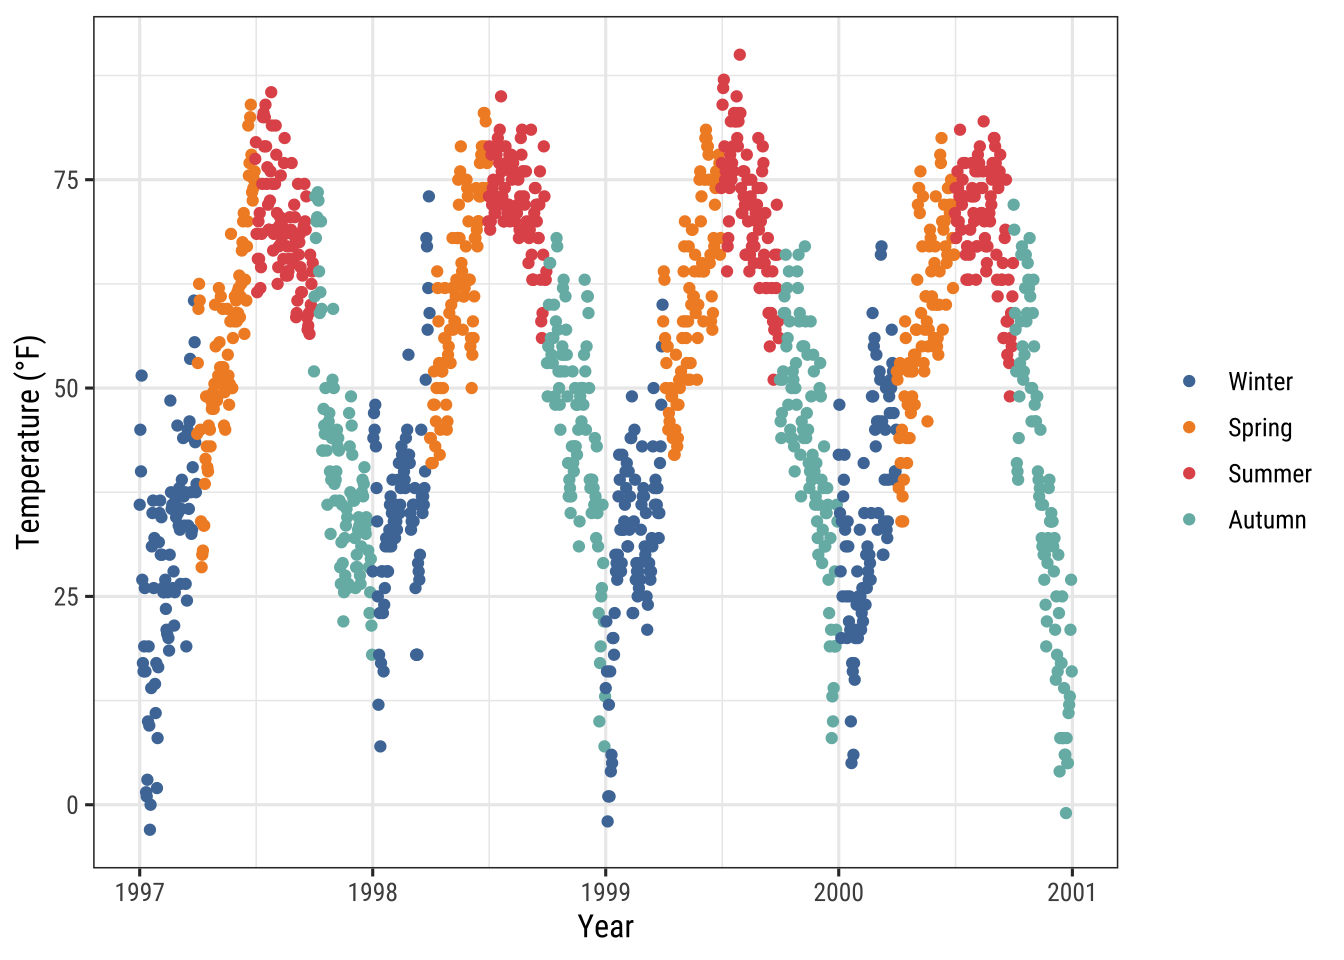 Temperature (°F)
75
50
25
0
1997 1998 1999 2000 2001
Year
Winter
Spring
Summer
Autumn